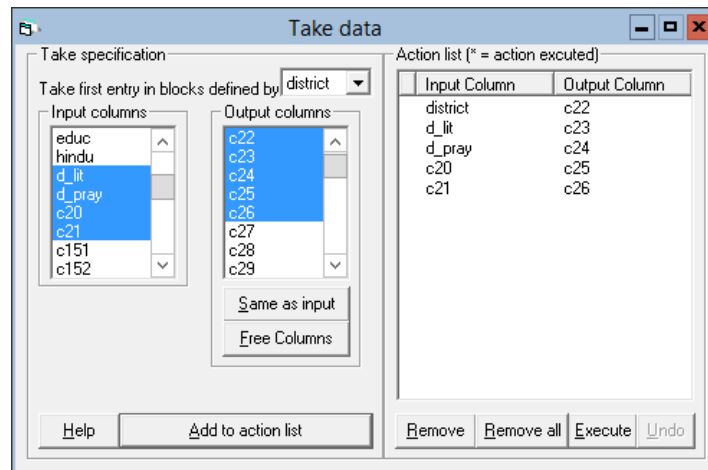 Take data
Take specification
Take first entry in blocks defined by district
Input columns
educ
hindu
d_lit
d_pray
c20
c21
c151
c152
Output columns
c22
c23
c24
c25
c26
c27
c28
c29
Same as input
Free Columns
Help
Add to action list
Action list (* = action excuted)
Input Column Output Column
district c22
d_lit c23
d_pray c24
c20 c25
c21 c26
Remove Remove all Execute Undo